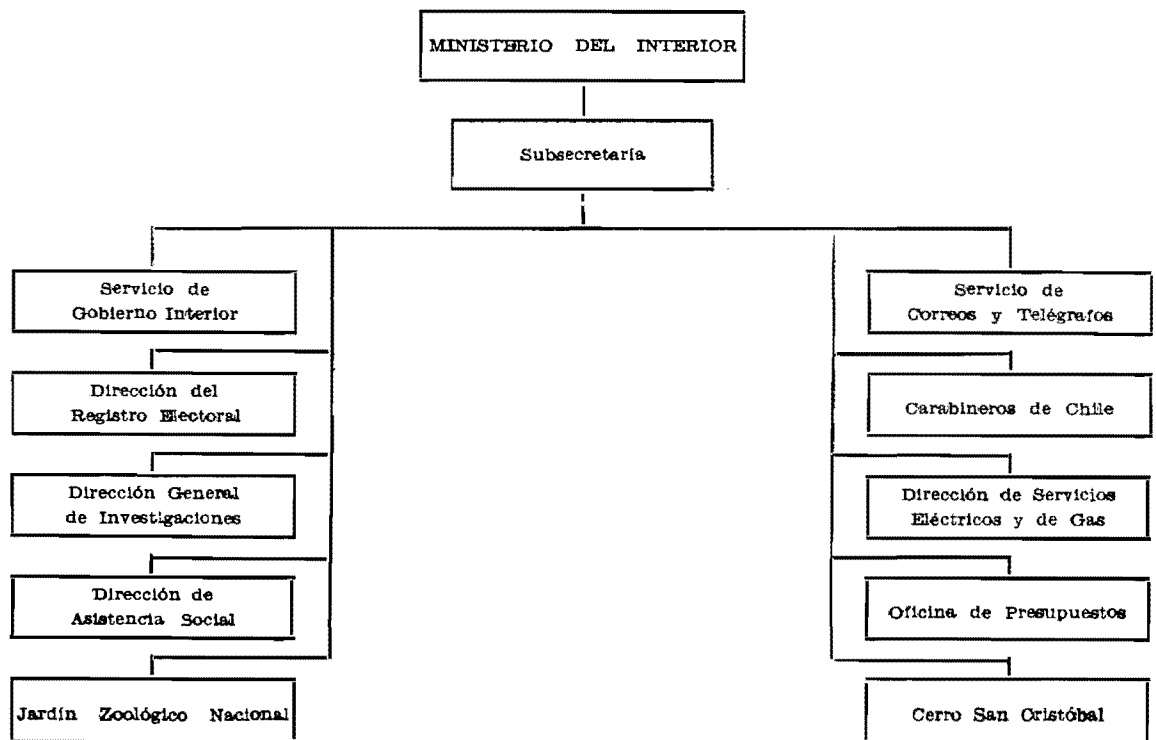 MINISTERIO DEL INTERIOR
Subsecretaría
Servicio de
Gobierno Interior
Dirección del
Registro Electoral
Dirección General
de Investigaciones
Dirección de
Asistencia Social
Jardín Zoológico Nacional
Servicio de
Correos y Telégrafos
Carabineros de Chile
Dirección de Servicios
Eléctricos y de Gas
Oficina de Presupuestos
Cerro San Cristóbal